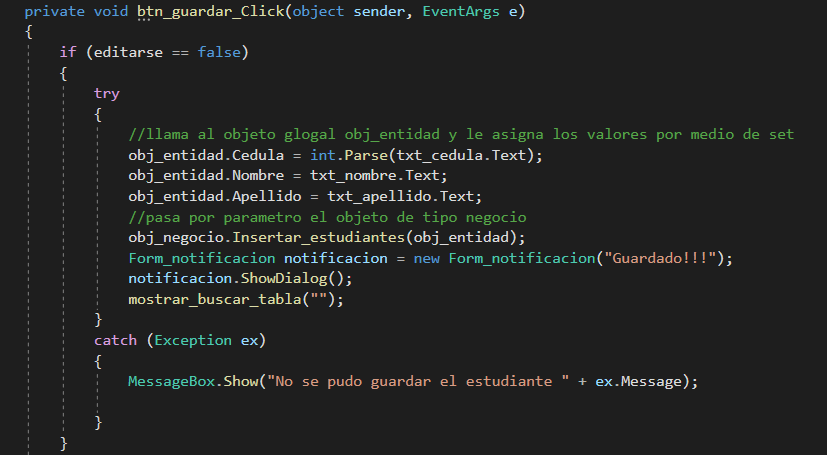 private void btn_guardar_Click(object sender, EventArgs e)
{
if (editarse == false)
{
try
{
//llama al objeto glogal obj_entidad y le asigna los valores por medio de set
obj_entidad.Cedula = int.Parse(txt_cedula.Text);
obj_entidad.Nombre = txt_nombre.Text;
obj_entidad.Apellido = txt_apellido.Text;
//pasa por parametro el objeto de tipo negocio
obj_negocio.Insertar_estudiantes(obj_entidad);
Form_notificacion notificacion = new Form_notificacion("Guardado!!!");
notificacion.ShowDialog();
mostrar_buscar_tabla("");
}
catch (Exception ex)
{
MessageBox.Show("No se pudo guardar el estudiante " + ex.Message);
}
}